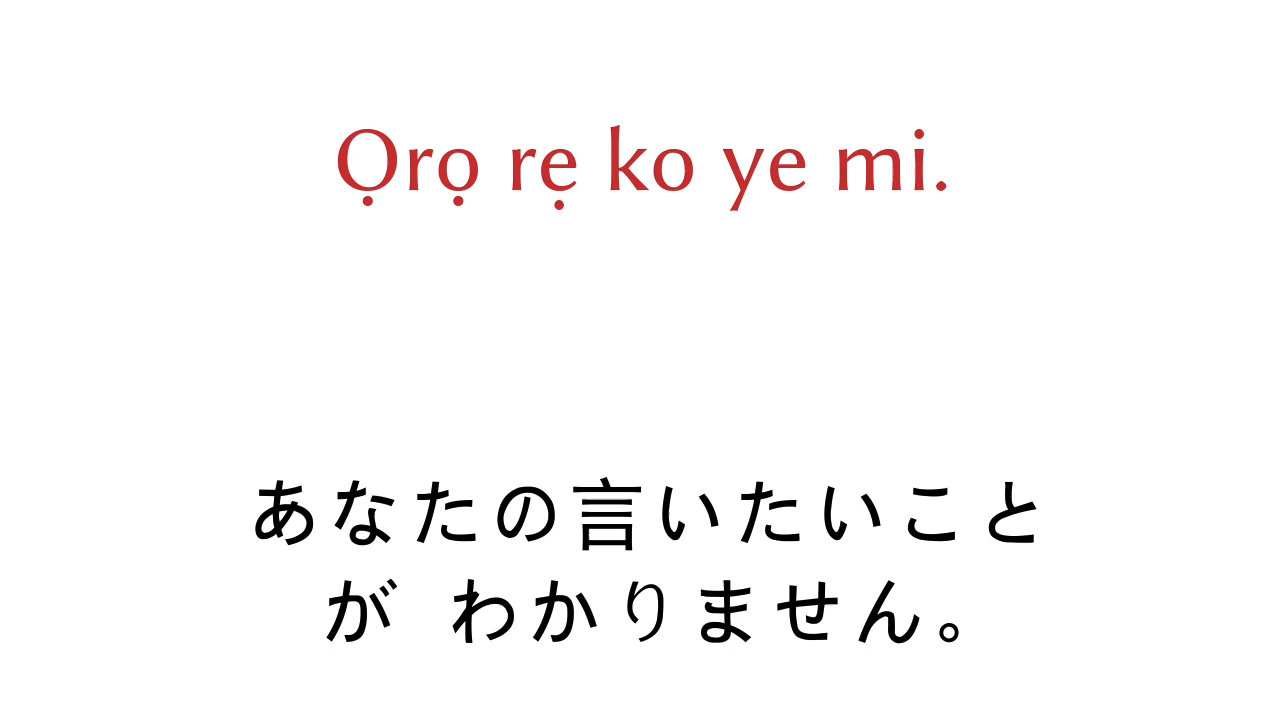 Ọrọ rẹ ko ye mi.
あなたの言いたいこと
が わかりません。